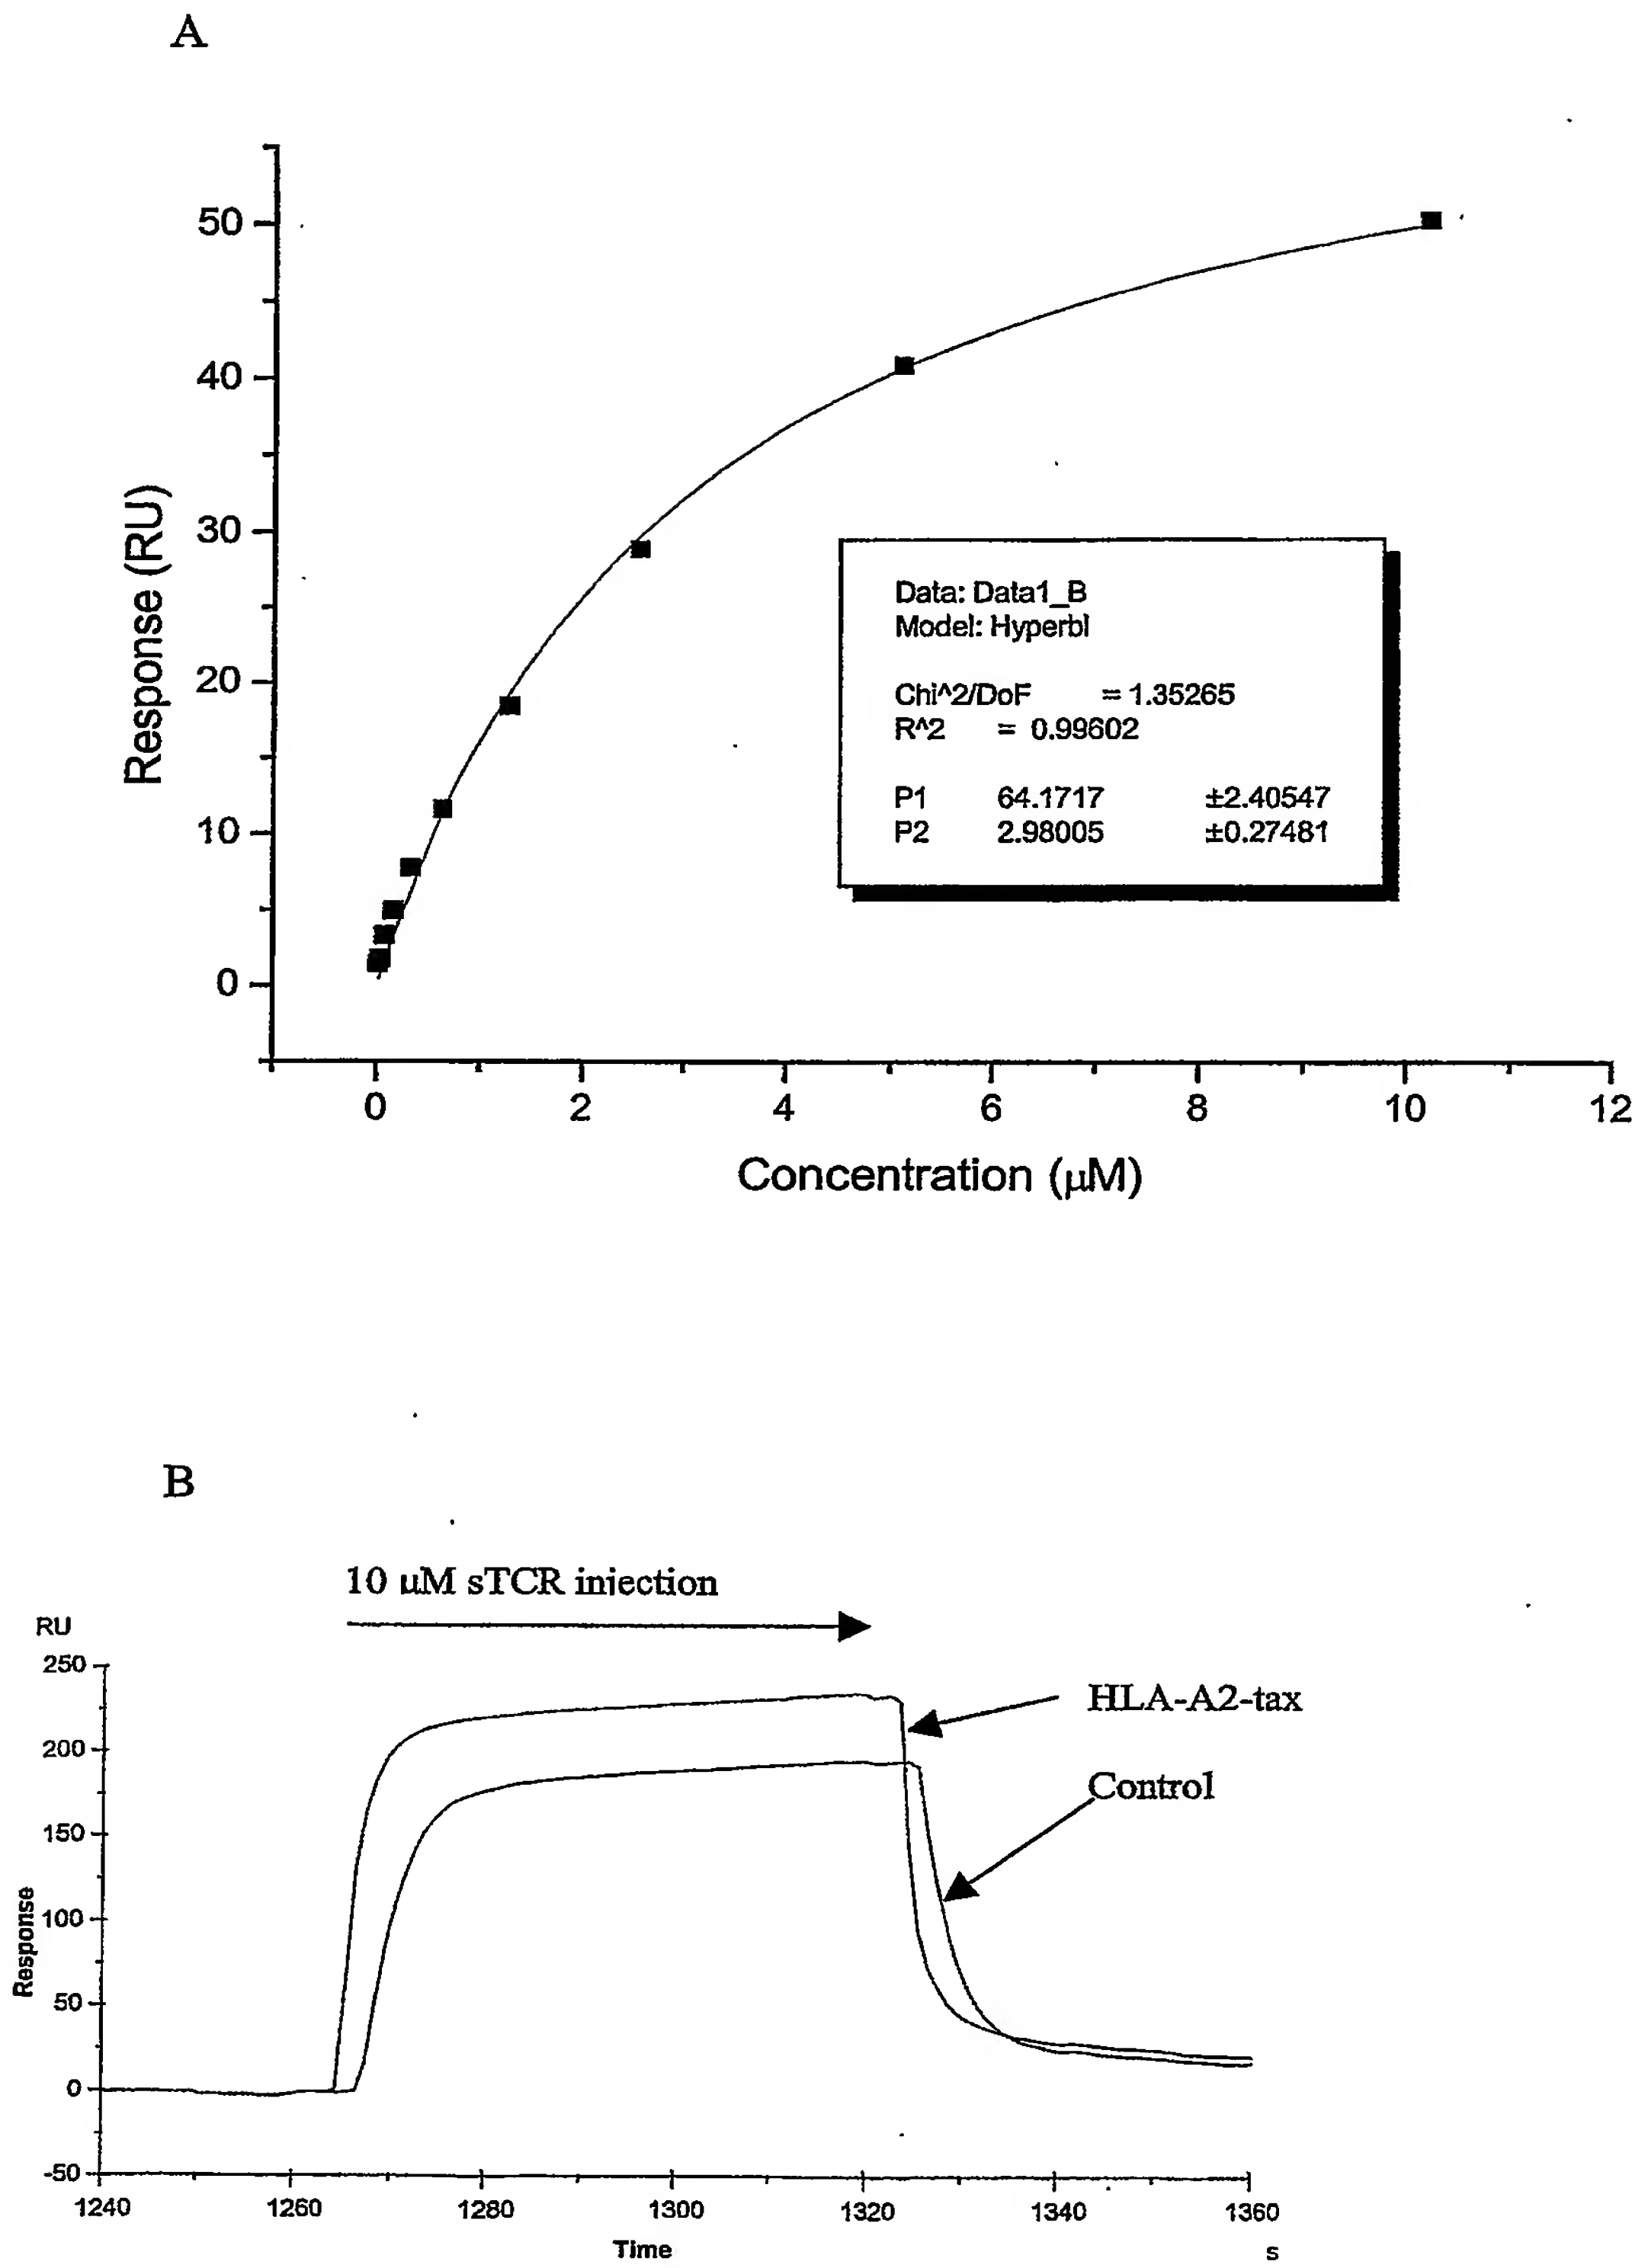 A
50
40
30
20
10
0
Response (RU)
Data: Data1_B
Model: Hyperbl
Chi^2/DoF = 1.35265
R^2 = 0.99602
P1 64.1717 ±2.40547
P2 2.98005 ±0.27481
0 2 4 6 8 10 12
Concentration (μM)
B
10 μM sTCR injection
RU
250
200
150
100
50
0
-50
Response
HLA-A2-tax
Control
1240 1260 1280 1300 1320 1340 1360
Time s